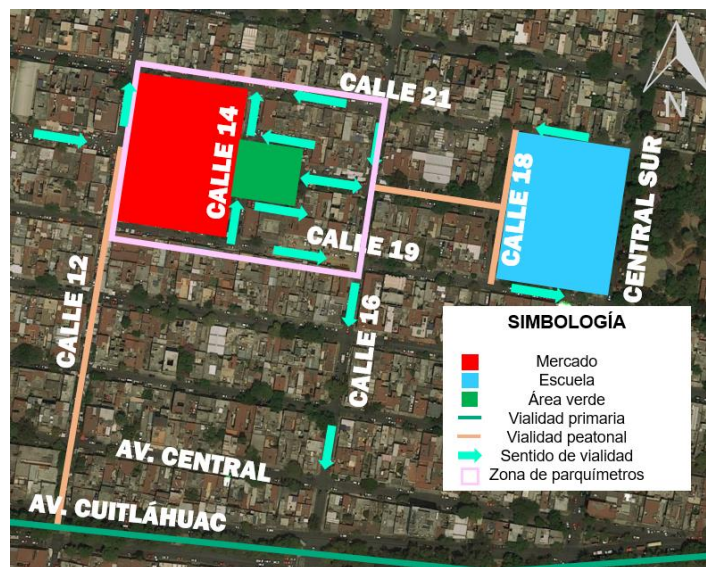 N
CALLE 21
CALLE 14
CALLE 18
CENTRAL SUR
CALLE 19
CALLE 12
CALLE 16
AV. CENTRAL
AV. CUITLÁHUAC
SIMBOLOGÍA
Mercado
Escuela
Área verde
Vialidad primaria
Vialidad peatonal
Sentido de vialidad
Zona de parquímetros